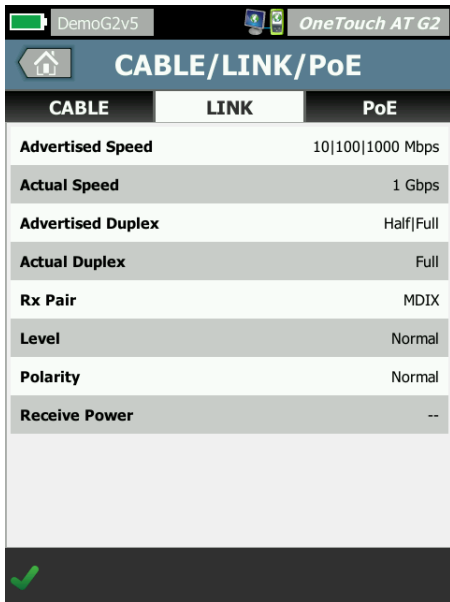 DemoG2v5 OneTouch AT G2
CABLE/LINK/PoE
CABLE LINK PoE
Advertised Speed 10|100|1000 Mbps
Actual Speed 1 Gbps
Advertised Duplex Half|Full
Actual Duplex Full
Rx Pair MDIX
Level Normal
Polarity Normal
Receive Power --